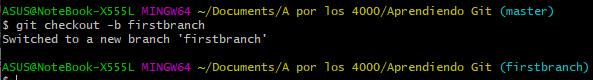 ASUS@NoteBook-X555L MINGW64 ~/Documents/A por los 4000/Aprendiendo Git (master)
$ git checkout -b firstbranch
Switched to a new branch 'firstbranch'
ASUS@NoteBook-X555L MINGW64 ~/Documents/A por los 4000/Aprendiendo Git (firstbranch)
$